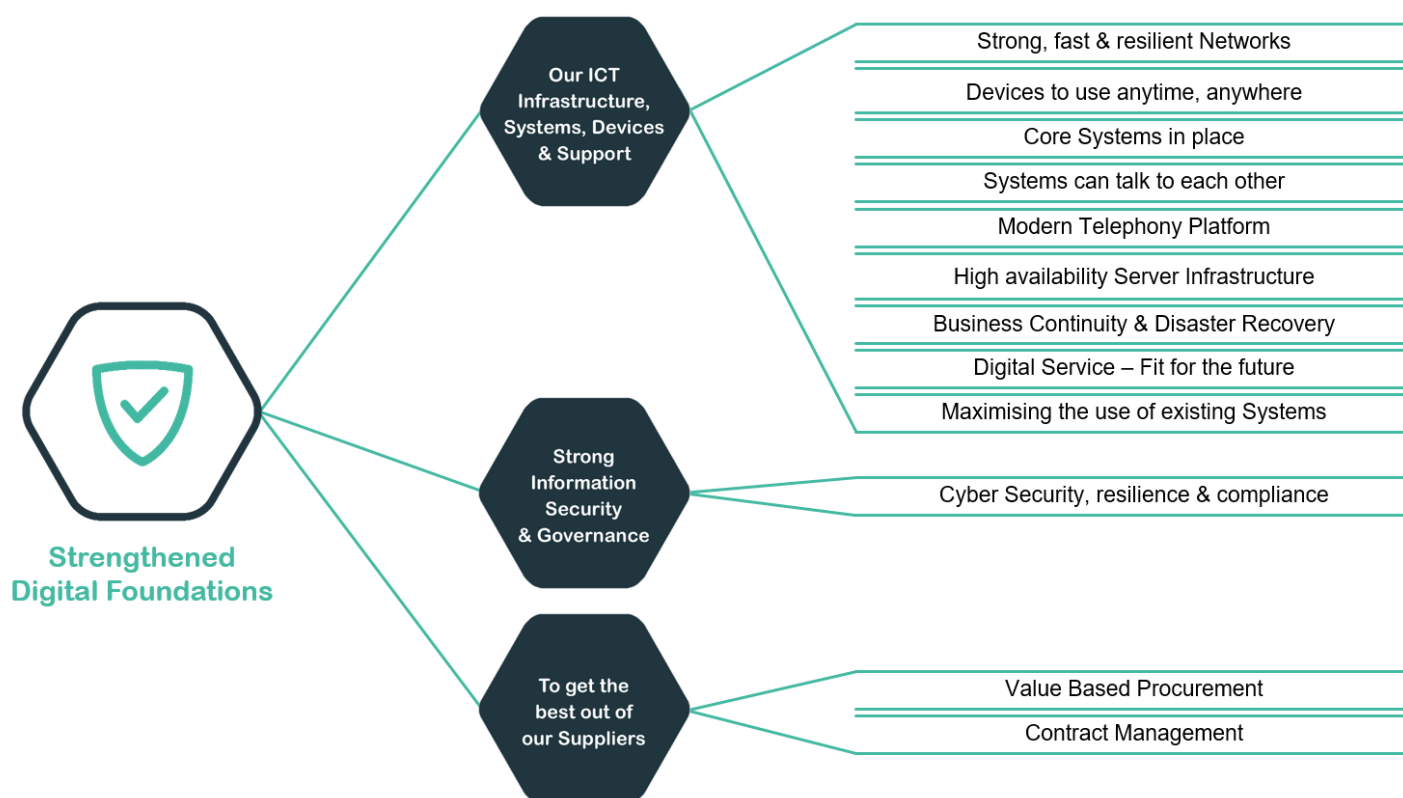 Strengthened
Digital Foundations
Our ICT
Infrastructure,
Systems, Devices
& Support
Strong, fast & resilient Networks
Devices to use anytime, anywhere
Core Systems in place
Systems can talk to each other
Modern Telephony Platform
High availability Server Infrastructure
Business Continuity & Disaster Recovery
Digital Service – Fit for the future
Maximising the use of existing Systems
Strong
Information
Security
& Governance
Cyber Security, resilience & compliance
To get the
best out of
our Suppliers
Value Based Procurement
Contract Management